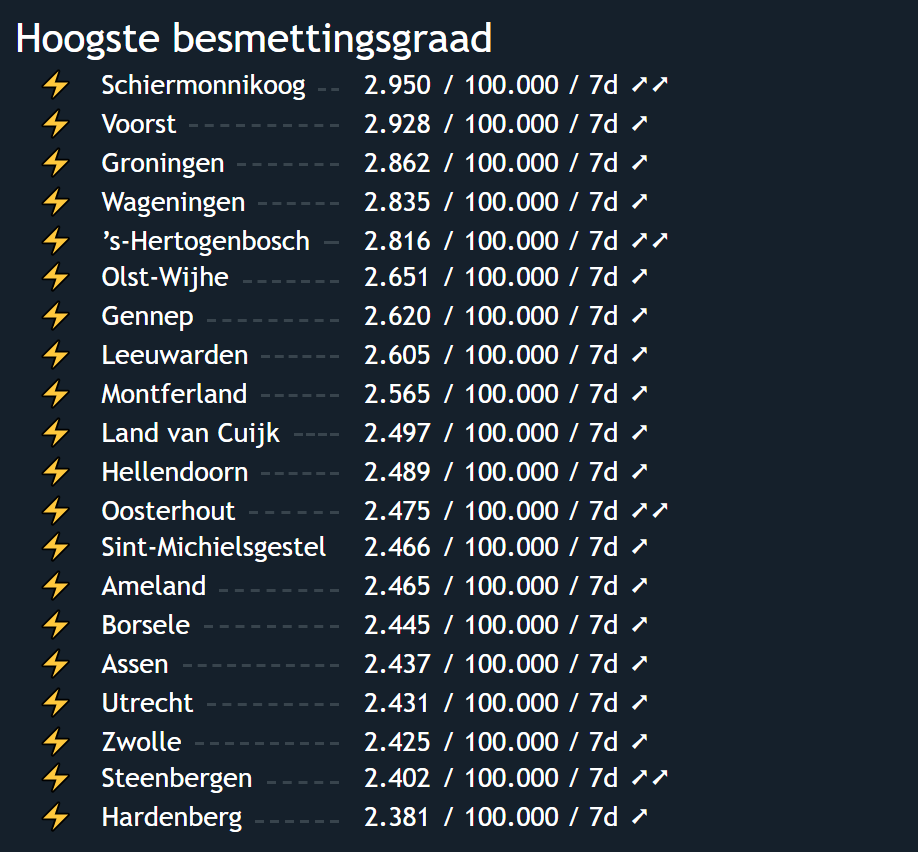 Hoogste besmettingsgraad
⚡ Schiermonnikoog -- 2.950 / 100.000 / 7d ➚➚
⚡ Voorst ---------- 2.928 / 100.000 / 7d ➚
⚡ Groningen ------- 2.862 / 100.000 / 7d ➚
⚡ Wageningen ------ 2.835 / 100.000 / 7d ➚
⚡ ’s-Hertogenbosch - 2.816 / 100.000 / 7d ➚➚
⚡ Olst-Wijhe ------- 2.651 / 100.000 / 7d ➚
⚡ Gennep --------- 2.620 / 100.000 / 7d ➚
⚡ Leeuwarden ------ 2.605 / 100.000 / 7d ➚
⚡ Montferland ------ 2.565 / 100.000 / 7d ➚
⚡ Land van Cuijk ---- 2.497 / 100.000 / 7d ➚
⚡ Hellendoorn ------ 2.489 / 100.000 / 7d ➚
⚡ Oosterhout ------ 2.475 / 100.000 / 7d ➚➚
⚡ Sint-Michielsgestel 2.466 / 100.000 / 7d ➚
⚡ Ameland -------- 2.465 / 100.000 / 7d ➚
⚡ Borsele --------- 2.445 / 100.000 / 7d ➚
⚡ Assen ----------- 2.437 / 100.000 / 7d ➚
⚡ Utrecht --------- 2.431 / 100.000 / 7d ➚
⚡ Zwolle ---------- 2.425 / 100.000 / 7d ➚
⚡ Steenbergen ----- 2.402 / 100.000 / 7d ➚➚
⚡ Hardenberg ------ 2.381 / 100.000 / 7d ➚